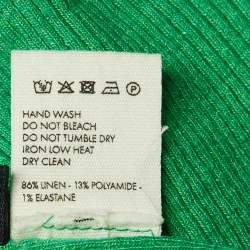 HAND WASH
DO NOT BLEACH
DO NOT TUMBLE DRY
IRON LOW HEAT
DRY CLEAN
86% LINEN - 13% POLYAMIDE -
1% ELASTANE